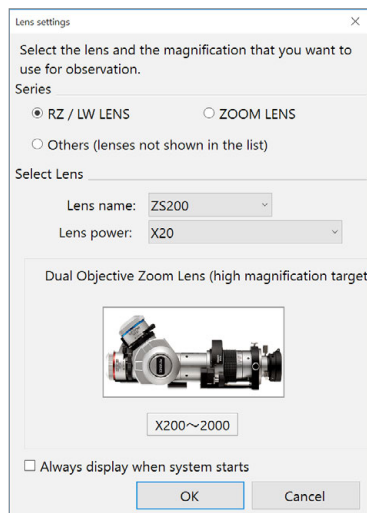 Lens settings
Select the lens and the magnification that you want to
use for observation.
Series
RZ / LW LENS
ZOOM LENS
Others (lenses not shown in the list)
Select Lens
Lens name: ZS200
Lens power: X20
Dual Objective Zoom Lens (high magnification target
X200～2000
Always display when system starts
OK
Cancel